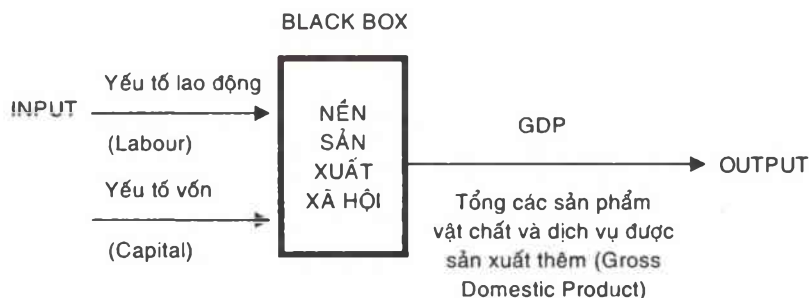 BLACK BOX
Yếu tố lao động
INPUT
(Labour)
Yếu tố vốn
(Capital)
NỀN
SẢN
XUẤT
XÃ HỘI
GDP
OUTPUT
Tổng các sản phẩm
vật chất và dịch vụ được
sản xuất thêm (Gross
Domestic Product)